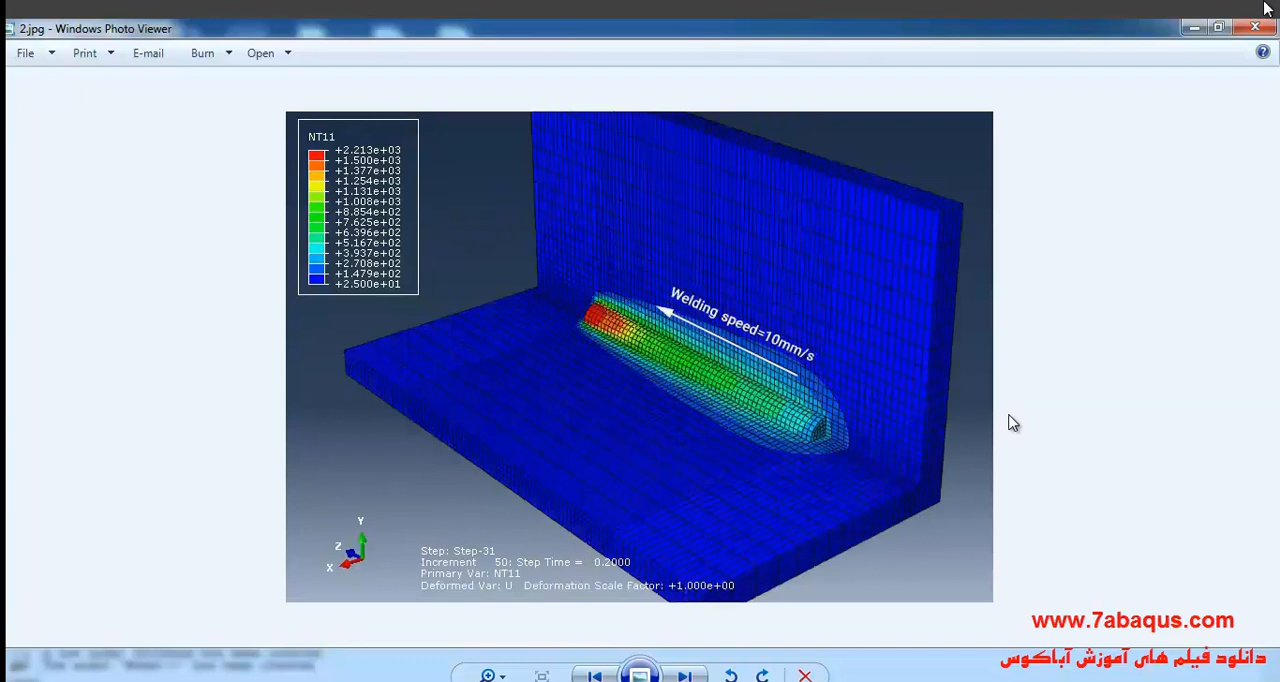 2.jpg - Windows Photo Viewer
File Print E-mail Burn Open
NT11
+2.213e+03
+1.500e+03
+1.377e+03
+1.254e+03
+1.131e+03
+1.008e+03
+8.854e+02
+7.625e+02
+6.396e+02
+5.167e+02
+3.937e+02
+2.708e+02
+1.479e+02
+2.500e+01
Welding speed=10mm/s
Y
Z
X
Step: Step-31
Increment 50: Step Time = 0.2000
Primary Var: NT11
Deformed Var: U Deformation Scale Factor: +1.000e+00
www.7abaqus.com
دانلود فیلم های آموزش آباکوس